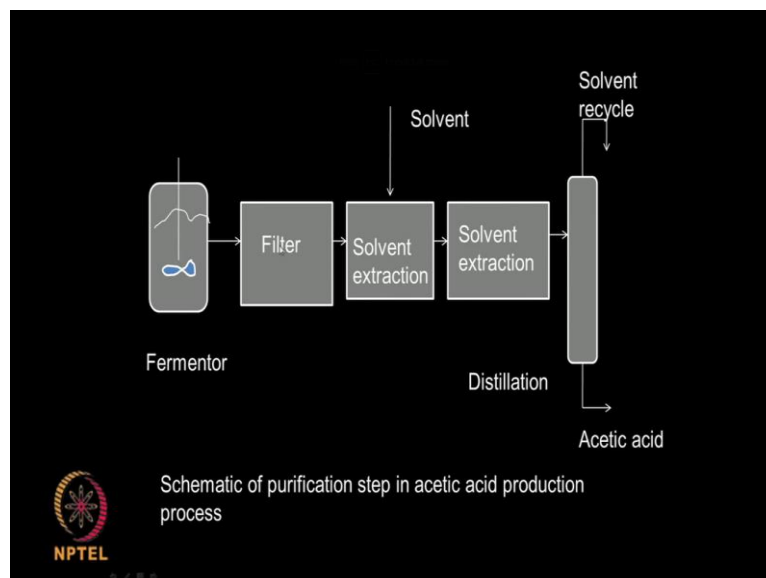 Solvent
recycle
Solvent
Filter
Solvent
extraction
Solvent
extraction
Fermentor
Distillation
Acetic acid
Schematic of purification step in acetic acid production
process
NPTEL